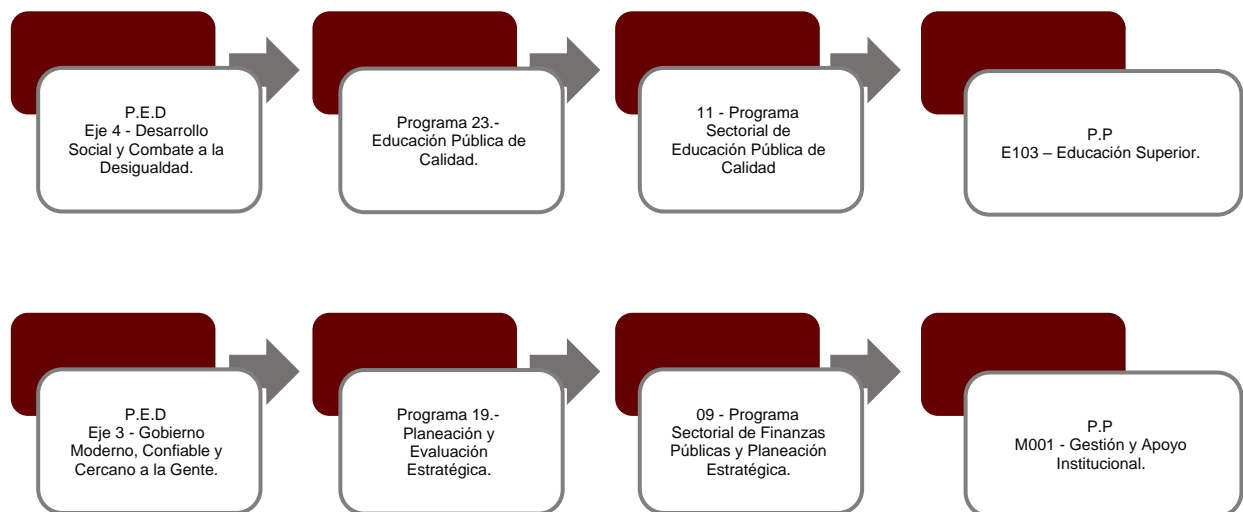 P.E.D
Eje 4 - Desarrollo
Social y Combate a la
Desigualdad.
Programa 23.-
Educación Pública de
Calidad.
11 - Programa
Sectorial de
Educación Pública de
Calidad
P.P
E103 – Educación Superior.
P.E.D
Eje 3 - Gobierno
Moderno, Confiable y
Cercano a la Gente.
Programa 19.-
Planeación y
Evaluación
Estratégica.
09 - Programa
Sectorial de Finanzas
Públicas y Planeación
Estratégica.
P.P
M001 - Gestión y Apoyo
Institucional.